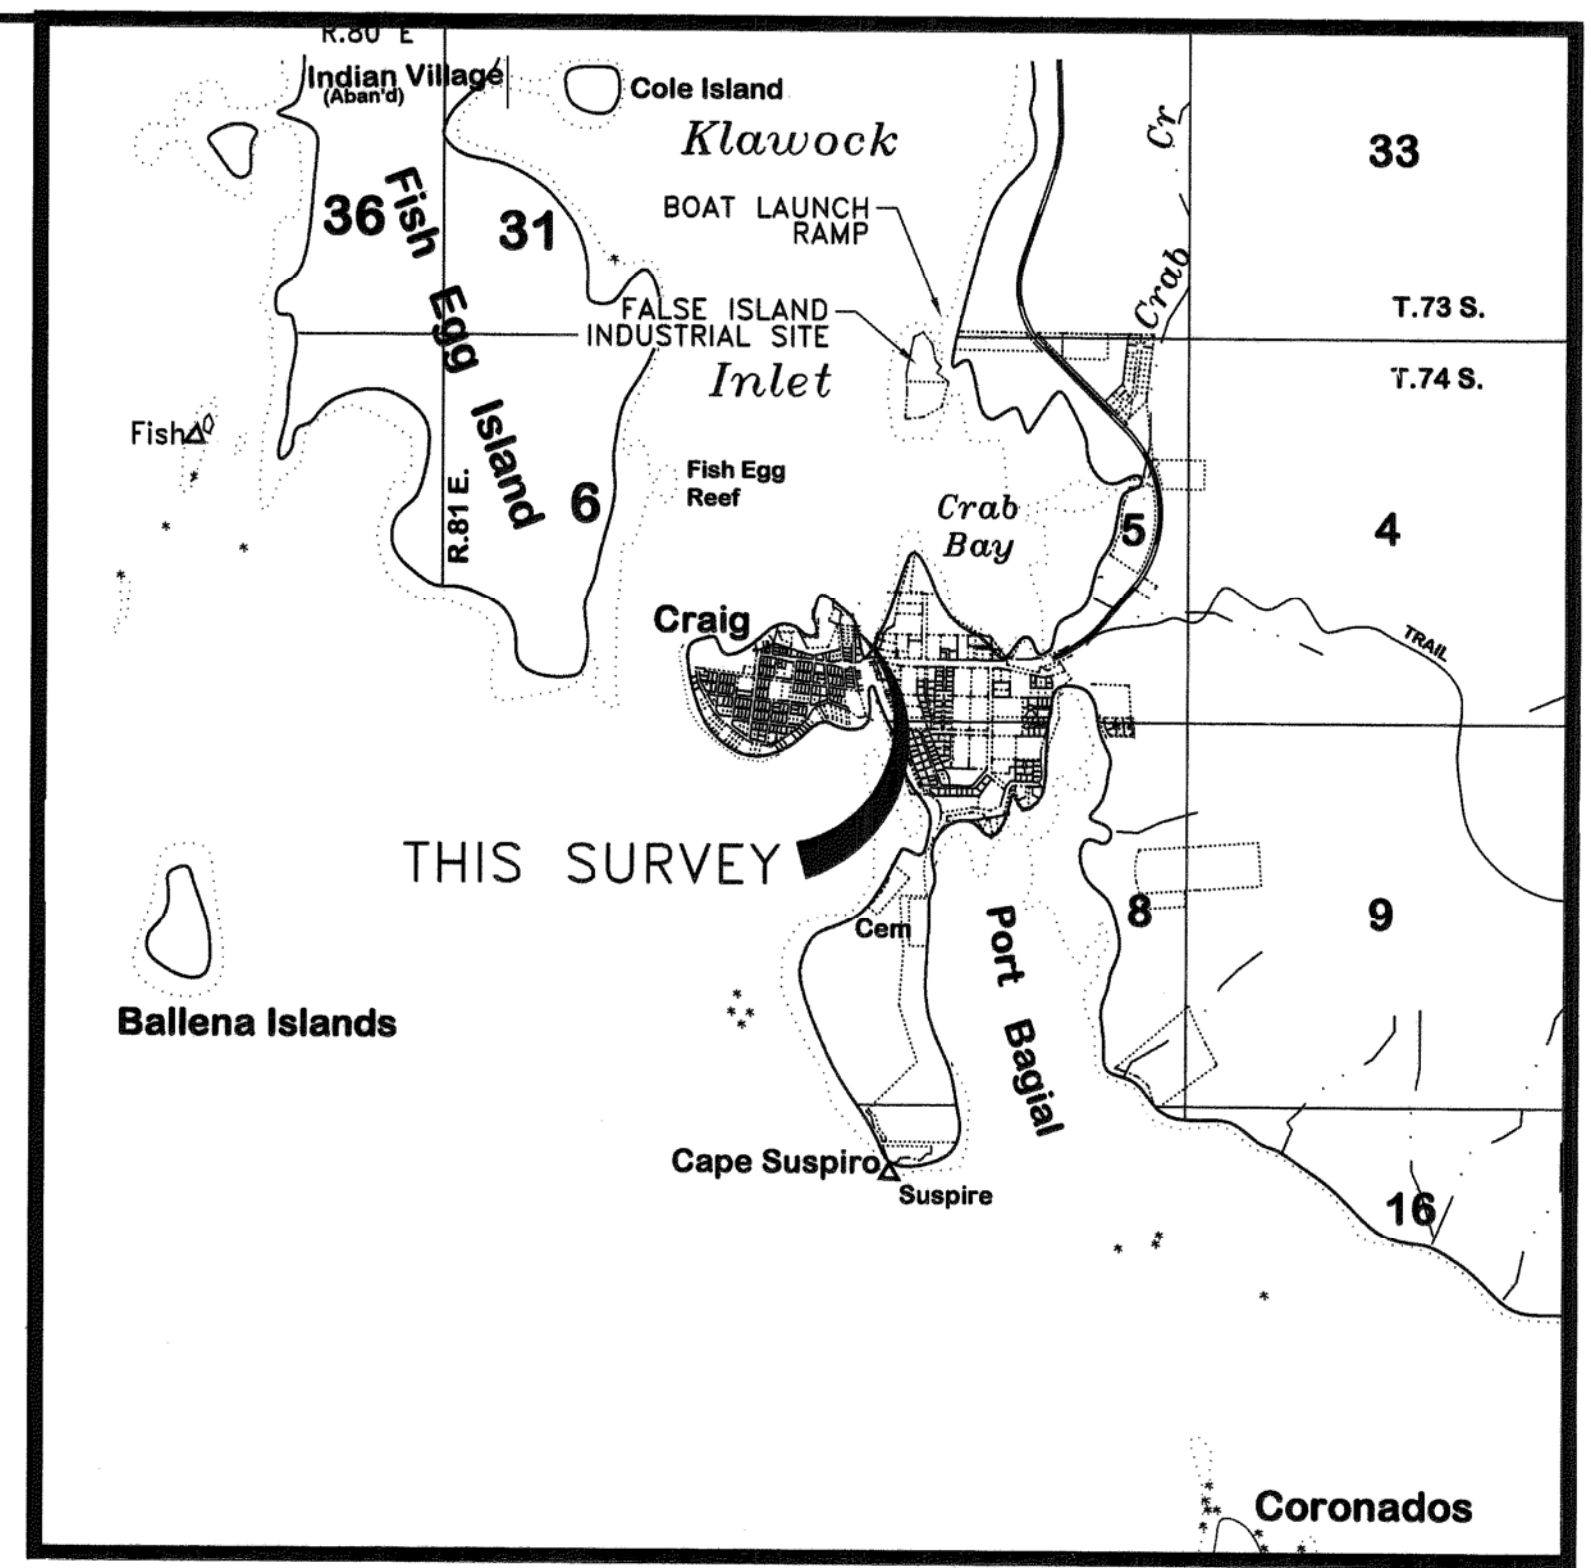 R.80 E
Indian Village
(Aban'd)
Cole Island
Klawock
Cr
33
36
Fish
31
BOAT LAUNCH
RAMP
Crab
FALSE ISLAND
INDUSTRIAL SITE
T.73 S.
Egg
Inlet
T.74 S.
Fish
Island
R.81 E.
6
Fish Egg
Reef
Crab
Bay
5
4
Craig
TRAIL
THIS SURVEY
8
9
Cem
Port Bagial
Ballena Islands
Cape Suspiro
Suspire
16
Coronados